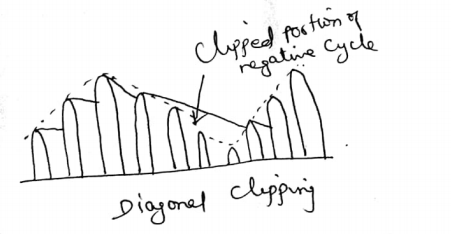 Clipped portion of
negative Cycle
Diagonal Clipping